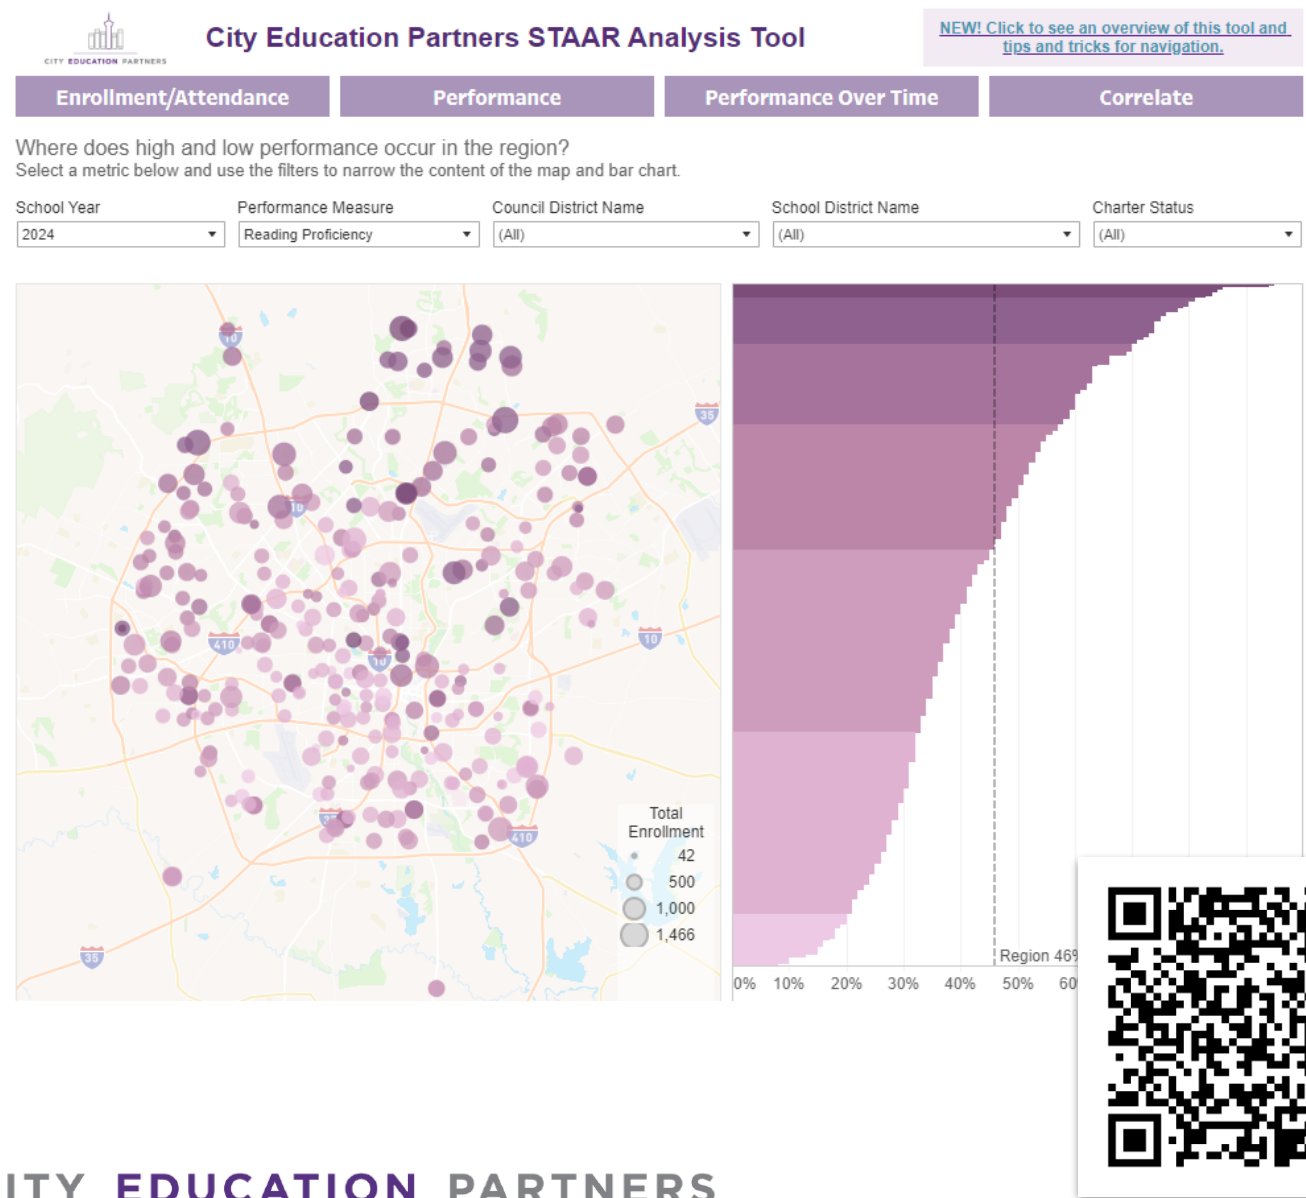 CITY EDUCATION PARTNERS
City Education Partners STAAR Analysis Tool
NEW! Click to see an overview of this tool and
tips and tricks for navigation.
Enrollment/Attendance
Performance
Performance Over Time
Correlate
Where does high and low performance occur in the region?
Select a metric below and use the filters to narrow the content of the map and bar chart.
School Year
Performance Measure
Council District Name
School District Name
Charter Status
2024
Reading Proficiency
(All)
(All)
(All)
10
35
10
410
10
10
410
35
Total
Enrollment
42
500
1,000
1,466
Region 46%
0% 10% 20% 30% 40% 50% 60
ITY EDUCATION PARTNERS